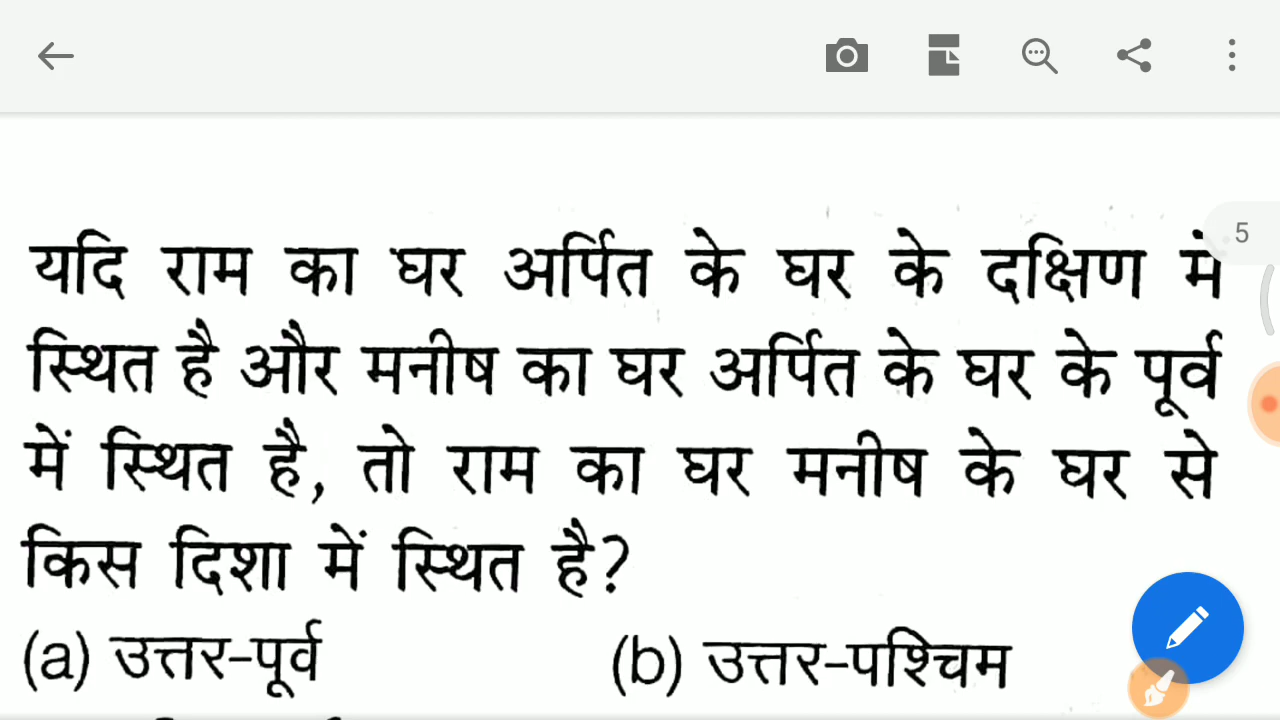 5
यदि राम का घर अर्पित के घर के दक्षिण में
स्थित है और मनीष का घर अर्पित के घर के पूर्व
में स्थित है, तो राम का घर मनीष के घर से
किस दिशा में स्थित है?
(a) उत्तर-पूर्व (b) उत्तर-पश्चिम